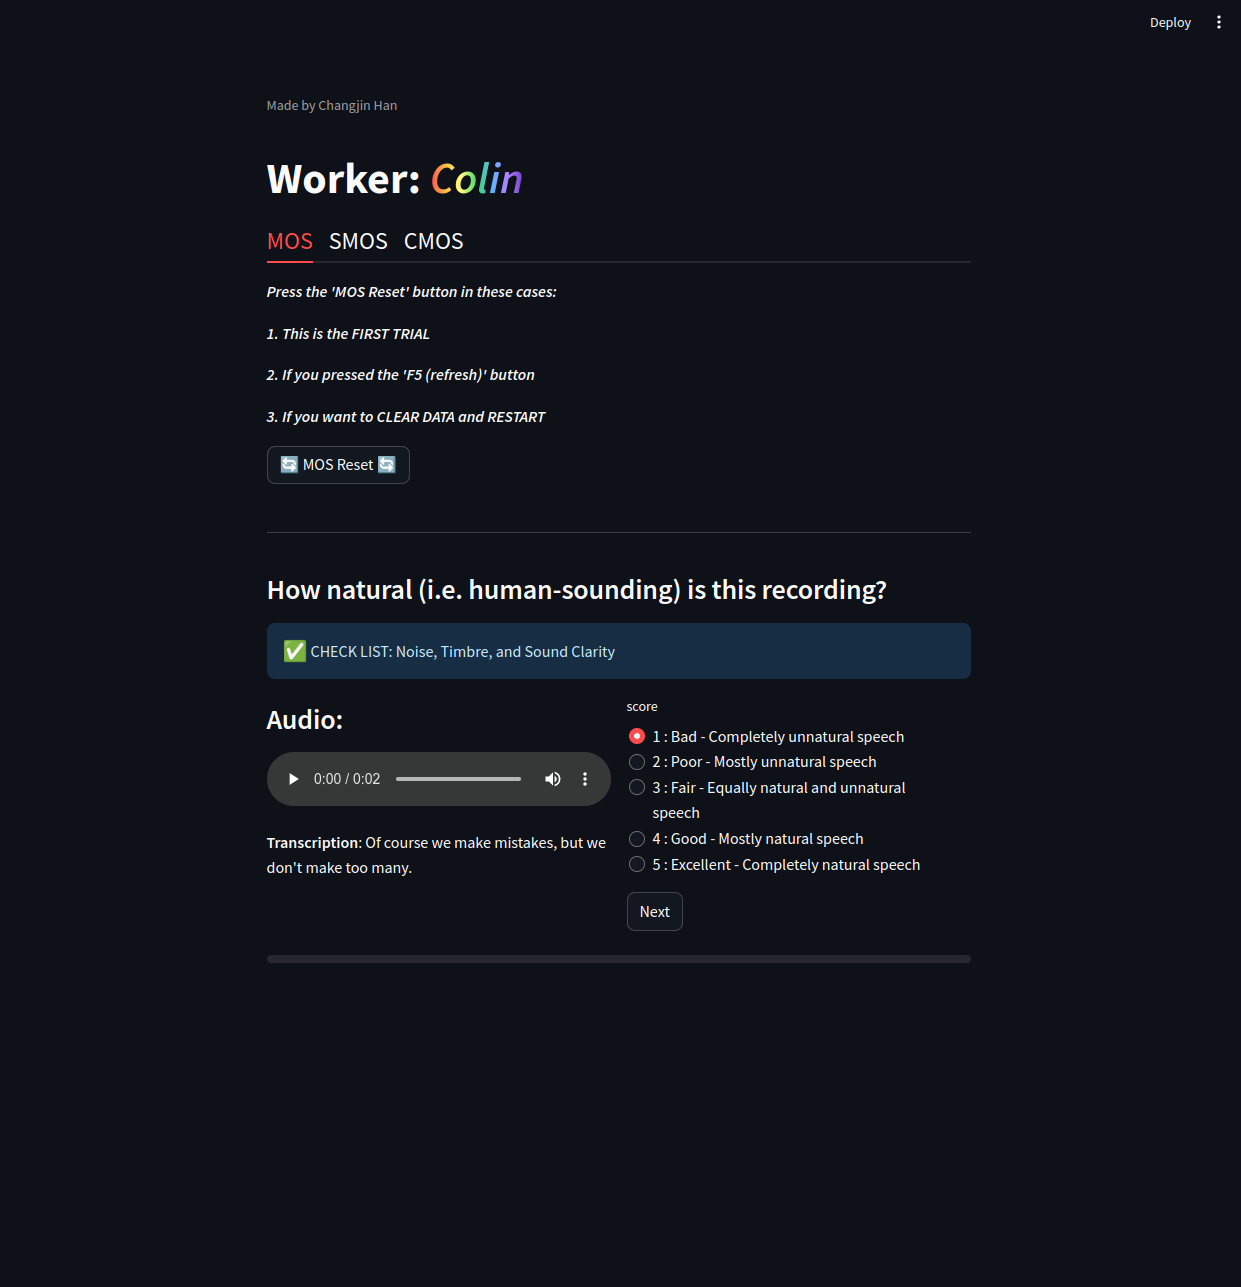 Deploy
Made by Changjin Han
Worker: Colin
MOS SMOS CMOS
Press the 'MOS Reset' button in these cases:
1. This is the FIRST TRIAL
2. If you pressed the 'F5 (refresh)' button
3. If you want to CLEAR DATA and RESTART
🔄 MOS Reset 🔄
How natural (i.e. human-sounding) is this recording?
✅ CHECK LIST: Noise, Timbre, and Sound Clarity
Audio:
0:00 / 0:02
Transcription: Of course we make mistakes, but we
don't make too many.
score
1 : Bad - Completely unnatural speech
2 : Poor - Mostly unnatural speech
3 : Fair - Equally natural and unnatural
speech
4 : Good - Mostly natural speech
5 : Excellent - Completely natural speech
Next